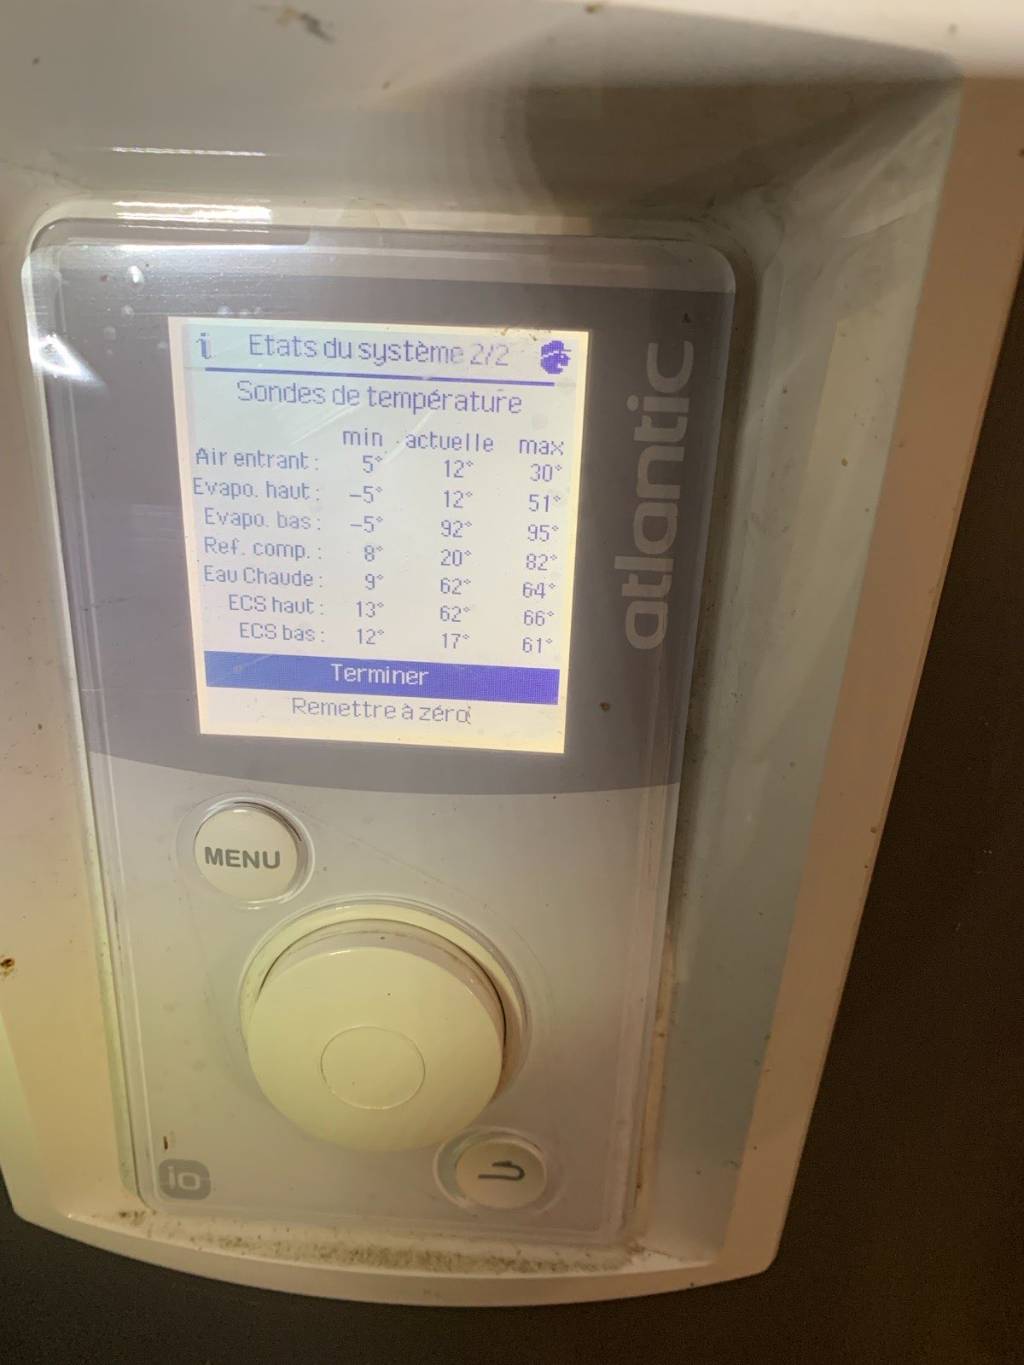 i Etats du système 2/2
Sondes de température
min actuelle max
Air entrant : 5° 12° 30°
Evapo. haut : -5° 12° 51°
Evapo. bas : -5° 92° 95°
Ref. comp. : 8° 20° 82°
Eau Chaude : 9° 62° 64°
ECS haut : 13° 62° 66°
ECS bas : 12° 17° 61°
Terminer
Remettre à zéro
atlantic
MENU
io